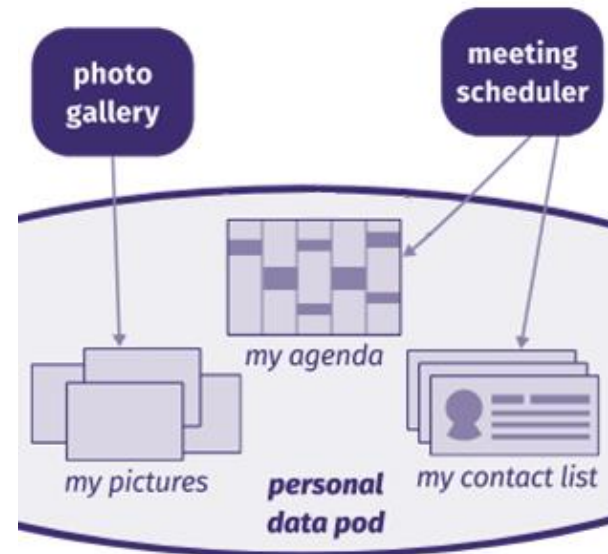 photo
gallery
meeting
scheduler
my agenda
my pictures
my contact list
personal
data pod